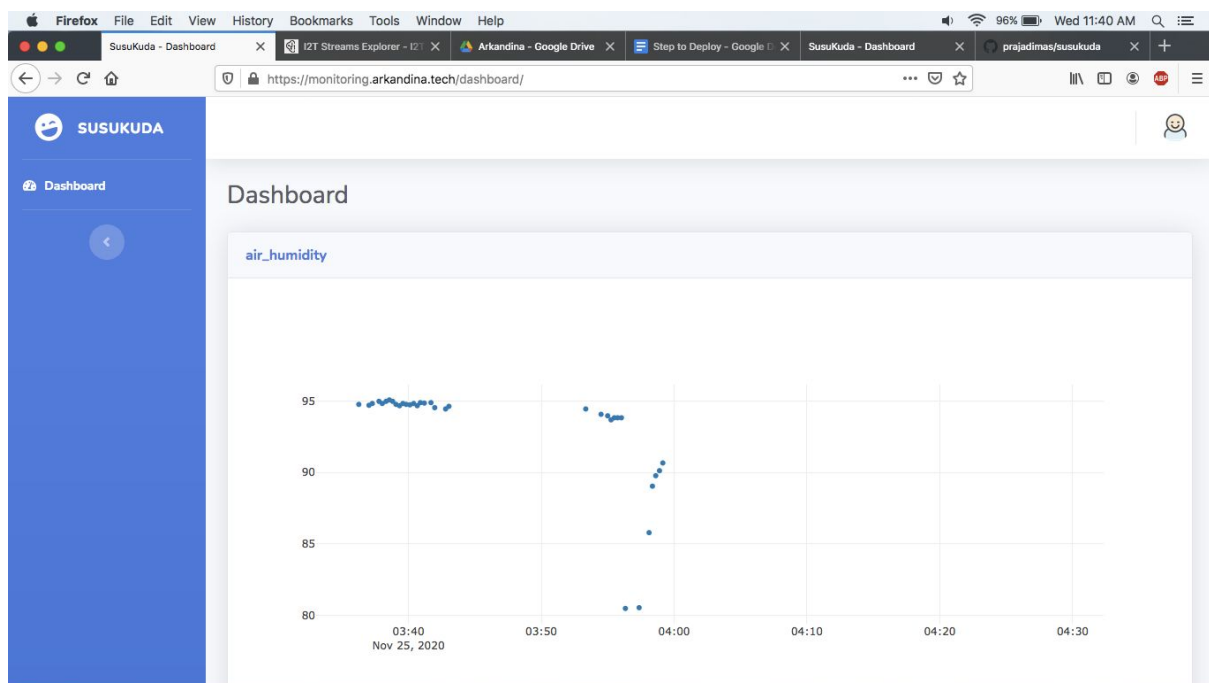 Firefox File Edit View History Bookmarks Tools Window Help 96% Wed 11:40 AM
SusuKuda - Dashboard I2T Streams Explorer - I2T Arkandina - Google Drive Step to Deploy - Google D SusuKuda - Dashboard prajadimas/susukuda
https://monitoring.arkandina.tech/dashboard/ ABP
SUSUKUDA
Dashboard
Dashboard
air_humidity
95
90
85
80
03:40 03:50 04:00 04:10 04:20 04:30
Nov 25, 2020